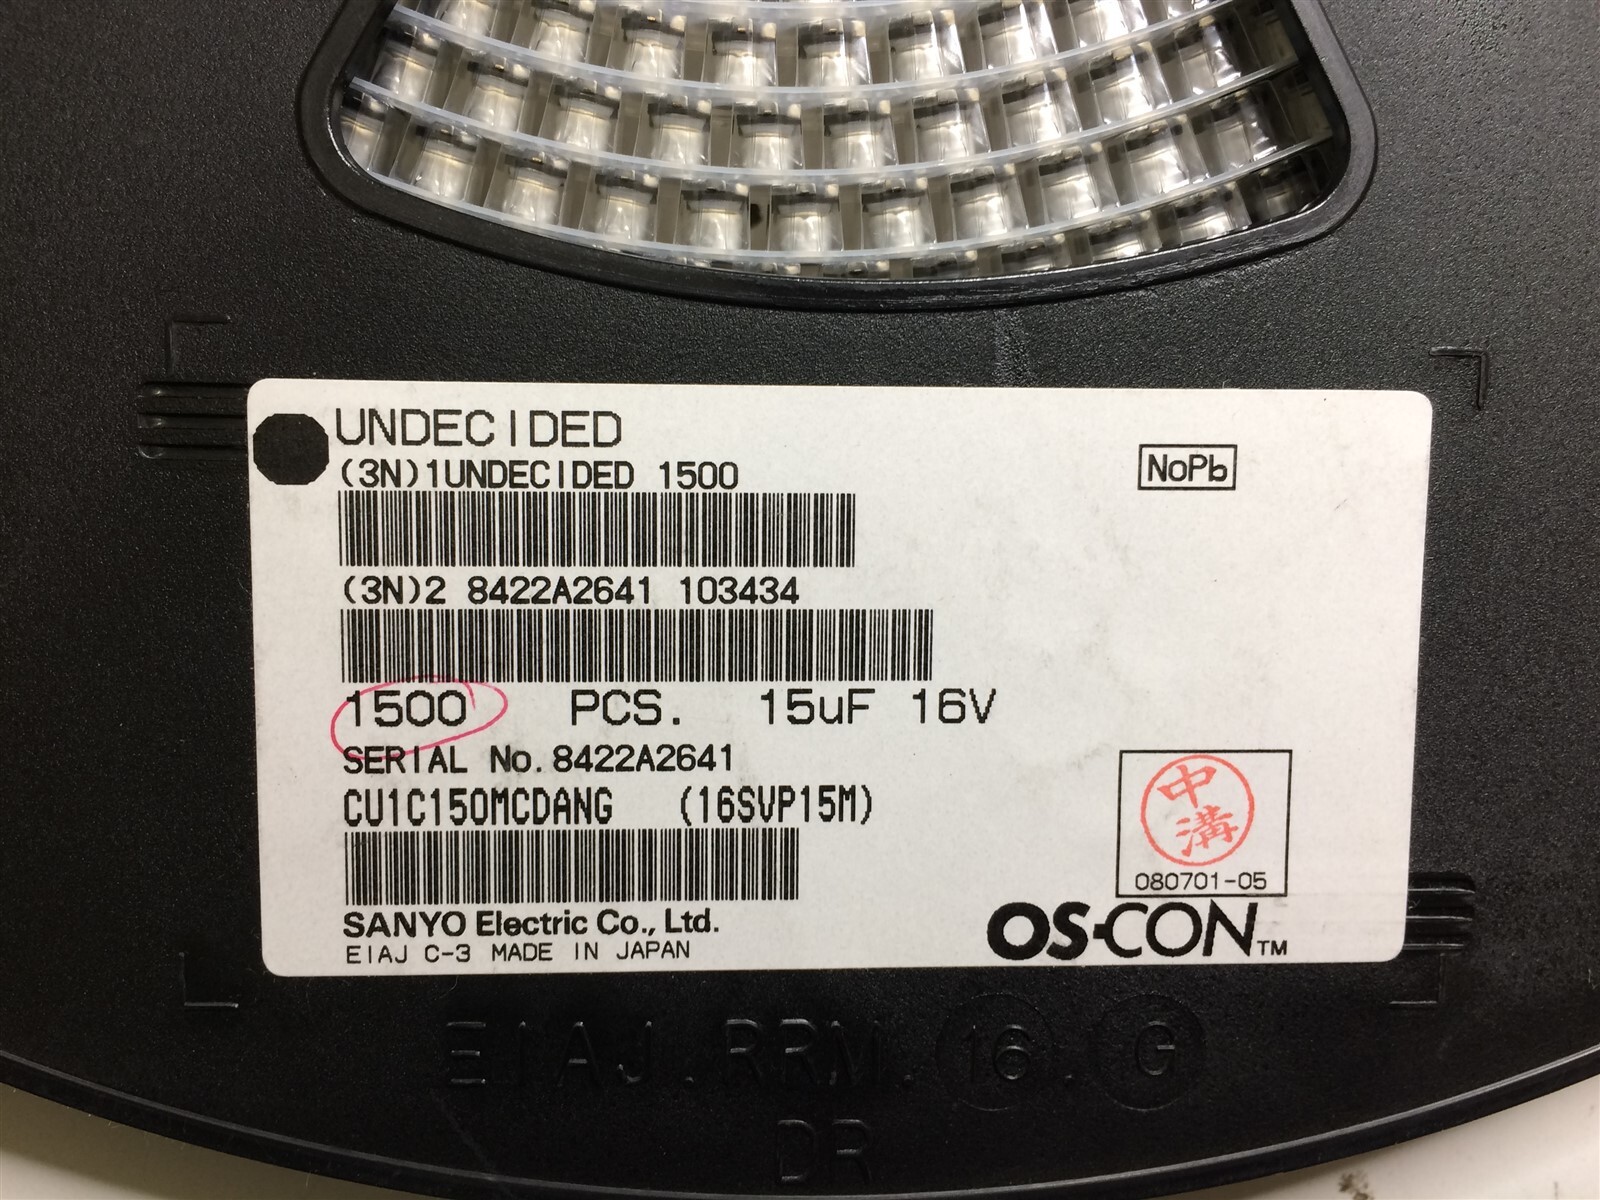 UNDECIDED
(3N)1UNDECIDED 1500
NoPb
(3N)2 8422A2641 103434
1500 PCS. 15uF 16V
SERIAL No.8422A2641
CU1C150MCDANG (16SVP15M)
中
溝
080701-05
SANYO Electric Co., Ltd.
EIAJ C-3 MADE IN JAPAN
OS-CON™
EIAJ.RRM.16.G
DR